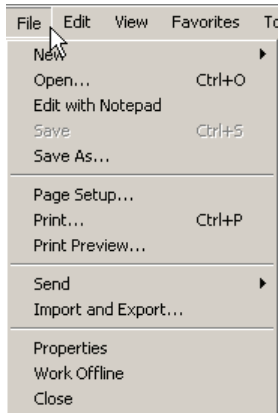 File Edit View Favorites To
New
Open... Ctrl+O
Edit with Notepad
Save Ctrl+S
Save As...
Page Setup...
Print... Ctrl+P
Print Preview...
Send
Import and Export...
Properties
Work Offline
Close